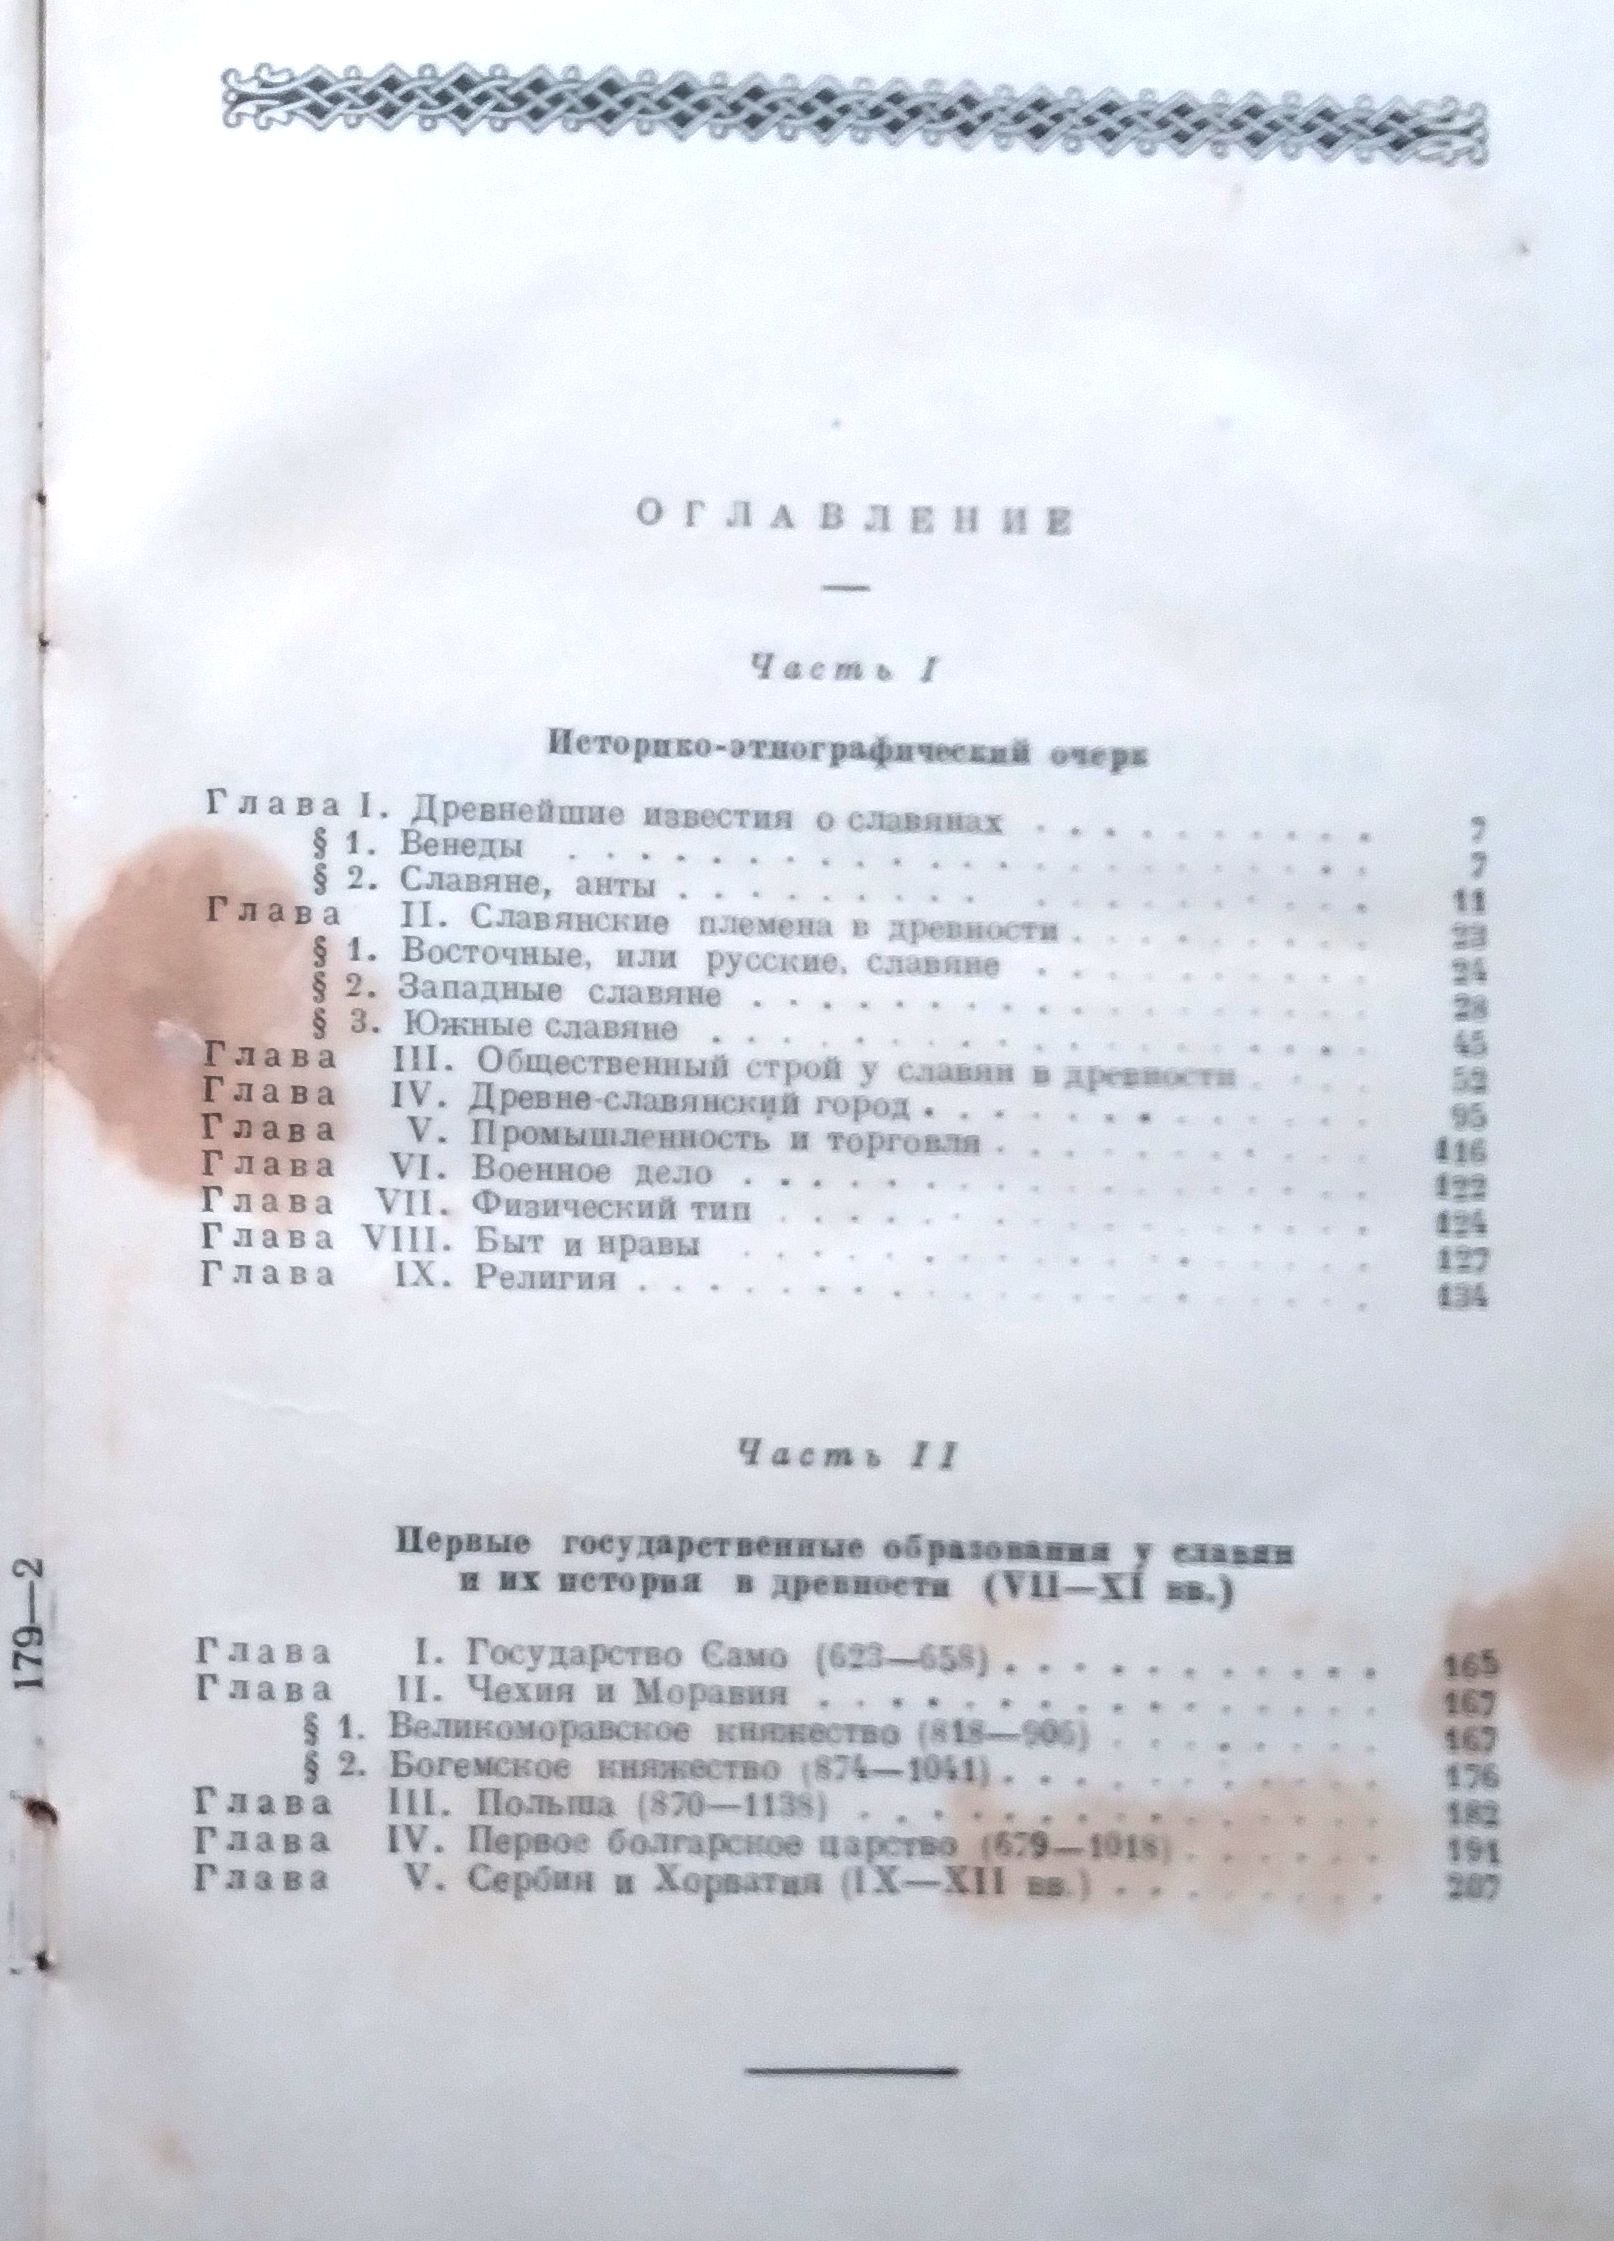 ОГЛАВЛЕНИЕ
Часть I
Историко-этнографический очерк
Глава I. Древнейшие известия о славянах . . . . . . . . . . 7
§ 1. Венеды . . . . . . . . . . . . . . . . . . . . . . 7
§ 2. Славяне, анты . . . . . . . . . . . . . . . . . . . 11
Глава II. Славянские племена в древности . . . . . . . . .
§ 1. Восточные, или русские, славяне . . . . . . . . . . 24
§ 2. Западные славяне . . . . . . . . . . . . . . . . . 28
§ 3. Южные славяне . . . . . . . . . . . . . . . . . . 45
Глава III. Общественный строй у славян в древности . . . . 52
Глава IV. Древне-славянский город . . . . . . . . . . . . . 95
Глава V. Промышленность и торговля . . . . . . . . . . . 116
Глава VI. Военное дело . . . . . . . . . . . . . . . . . . 122
Глава VII. Физический тип . . . . . . . . . . . . . . . . . 124
Глава VIII. Быт и нравы . . . . . . . . . . . . . . . . . . 127
Глава IX. Религия . . . . . . . . . . . . . . . . . . . . . 134
Часть II
Первые государственные образования у славян
и их история в древности (VII—XI вв.)
Глава I. Государство Само (623—658) . . . . . . . . . . . 165
Глава II. Чехия и Моравия . . . . . . . . . . . . . . . . 167
§ 1. Великоморавское княжество (818—906) . . . . . . . . 167
§ 2. Богемское княжество (874—1041) . . . . . . . . . . . 176
Глава III. Польша (870—1138) . . . . . . . . . . . . . . . 182
Глава IV. Первое болгарское царство (679—1018) . . . . . . 191
Глава V. Сербия и Хорватия (IX—XII вв.) . . . . . . . . 207
179—2